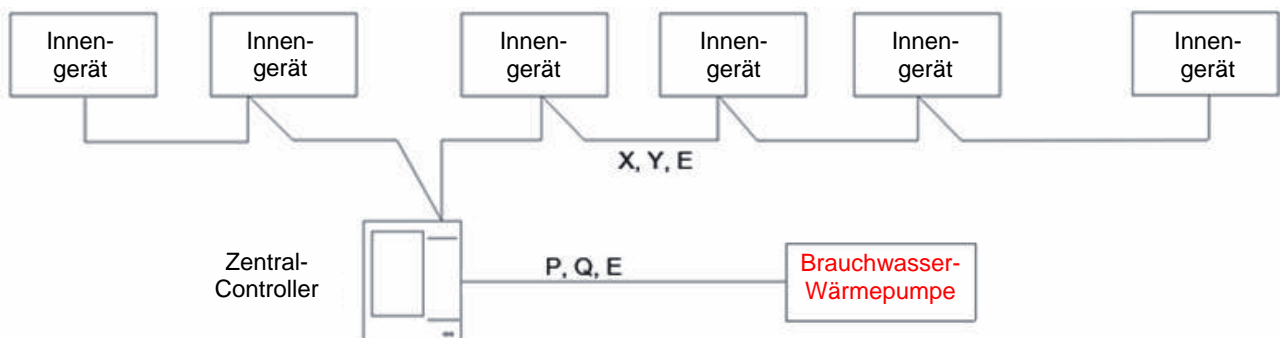 Innen-
gerät
Innen-
gerät
Innen-
gerät
Innen-
gerät
Innen-
gerät
Innen-
gerät
X, Y, E
Zentral-
Controller
P, Q, E
Brauchwasser-
Wärmepumpe